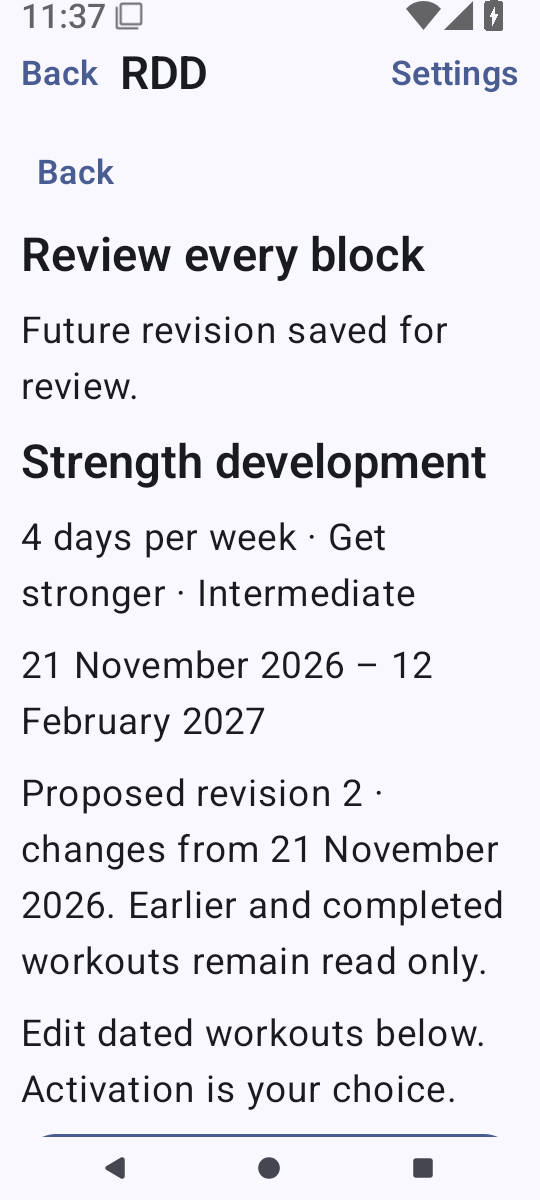 11:37
Back RDD Settings
Back
Review every block
Future revision saved for
review.
Strength development
4 days per week · Get
stronger · Intermediate
21 November 2026 – 12
February 2027
Proposed revision 2 ·
changes from 21 November
2026. Earlier and completed
workouts remain read only.
Edit dated workouts below.
Activation is your choice.